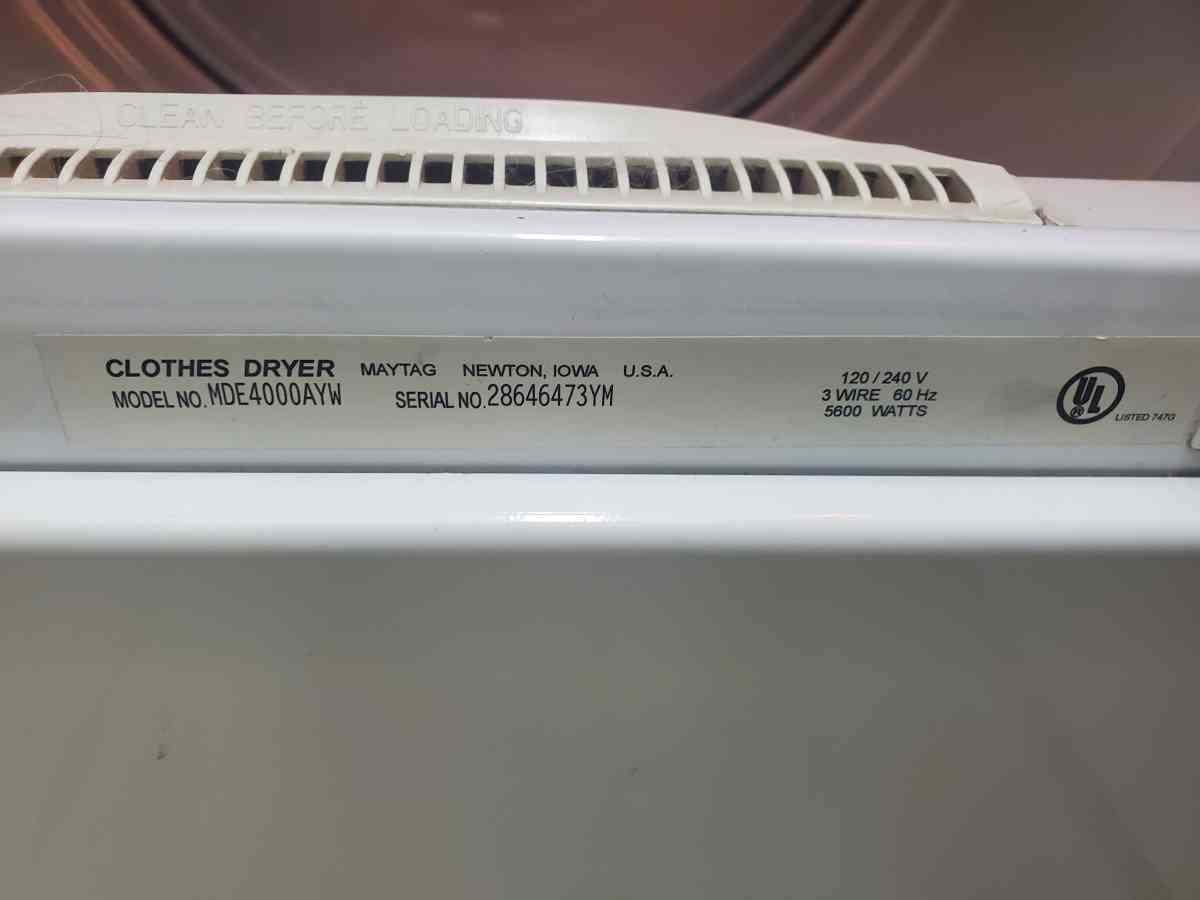 CLEAN BEFORE LOADING
CLOTHES DRYER MAYTAG NEWTON, IOWA U.S.A.
MODEL NO. MDE4000AYW SERIAL NO. 28646473YM
120 / 240 V
3 WIRE 60 Hz
5600 WATTS
UL
®
LISTED 747G